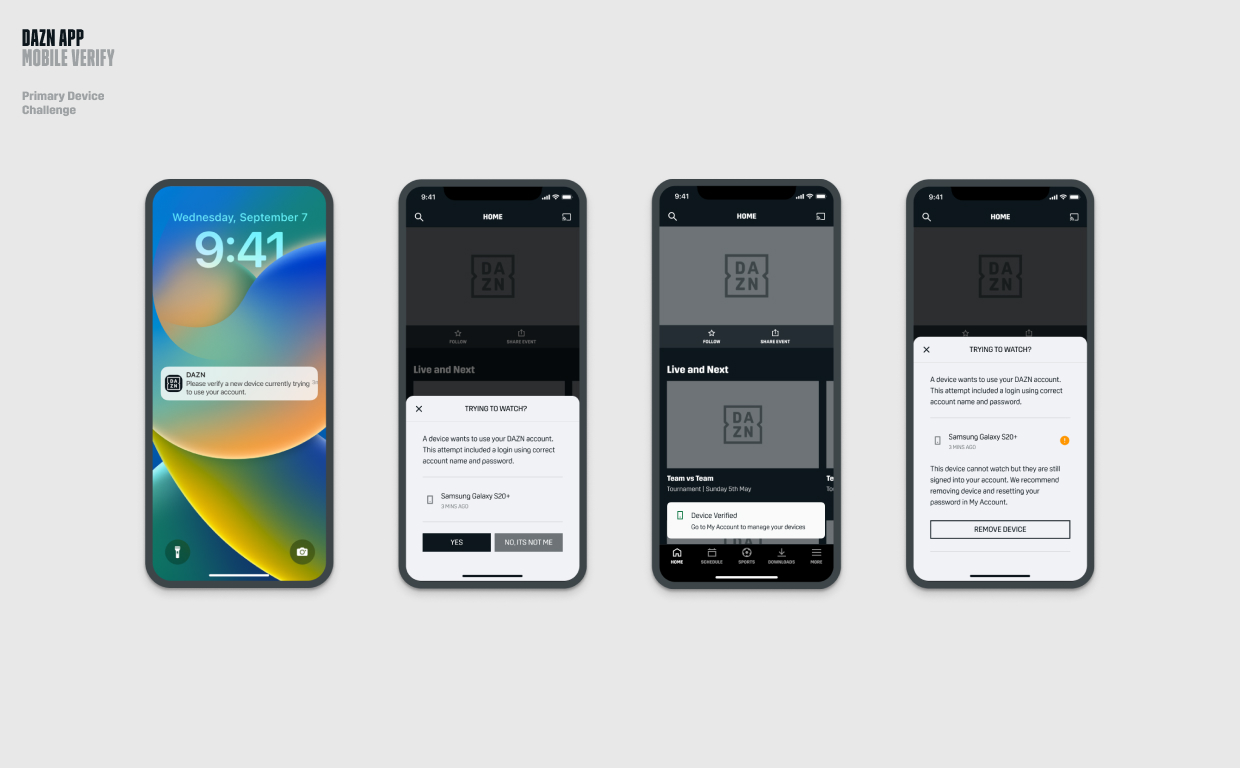 DAZN APP
MOBILE VERIFY
Primary Device
Challenge
Wednesday, September 7
9:41
DAZN
Please verify a new device currently trying
to use your account.
9:41
HOME
DA
ZN
FOLLOW
SHARE EVENT
Live and Next
TRYING TO WATCH?
A device wants to use your DAZN account.
This attempt included a login using correct
account name and password.
Samsung Galaxy S20+
3 MINS AGO
YES
NO, ITS NOT ME
9:41
HOME
DA
ZN
FOLLOW
SHARE EVENT
Live and Next
DA
ZN
Team vs Team
Te
Tournament | Sunday 5th May
Device Verified
Go to My Account to manage your devices
HOME
SCHEDULE
SPORTS
DOWNLOADS
MORE
9:41
HOME
DA
ZN
TRYING TO WATCH?
A device wants to use your DAZN account.
This attempt included a login using correct
account name and password.
Samsung Galaxy S20+
3 MINS AGO
This device cannot watch but they are still
signed into your account. We recommend
removing device and resetting your
password in My Account.
REMOVE DEVICE